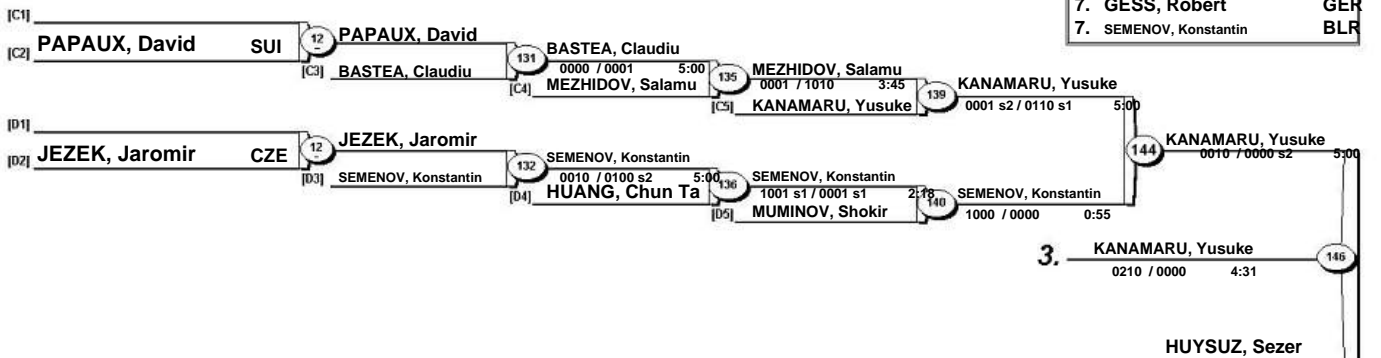 7. GESS, Robert GER
7. SEMENOV, Konstantin BLR
[C1]
[C2] PAPAUX, David SUI
12
PAPAUX, David
[C3] BASTEA, Claudiu
131
BASTEA, Claudiu
0000 / 0001 5:00
[C4] MEZHIDOV, Salamu
135
MEZHIDOV, Salamu
0001 / 1010 3:45
[C5] KANAMARU, Yusuke
139
KANAMARU, Yusuke
0001 s2 / 0110 s1 5:00
[D1]
[D2] JEZEK, Jaromir CZE
12
JEZEK, Jaromir
[D3] SEMENOV, Konstantin
132
SEMENOV, Konstantin
0010 / 0100 s2 5:00
[D4] HUANG, Chun Ta
136
SEMENOV, Konstantin
1001 s1 / 0001 s1 2:18
[D5] MUMINOV, Shokir
140
SEMENOV, Konstantin
1000 / 0000 0:55
144
KANAMARU, Yusuke
0010 / 0000 s2 5:00
3. KANAMARU, Yusuke
0210 / 0000 4:31
146
HUYSUZ, Sezer